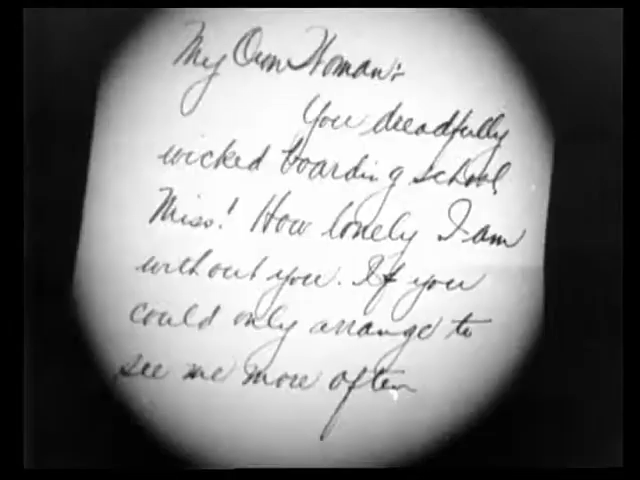 My Own Woman:
You dreadfully
wicked boarding school
Miss! How lonely I am
without you. If you
could only arrange to
see me more often